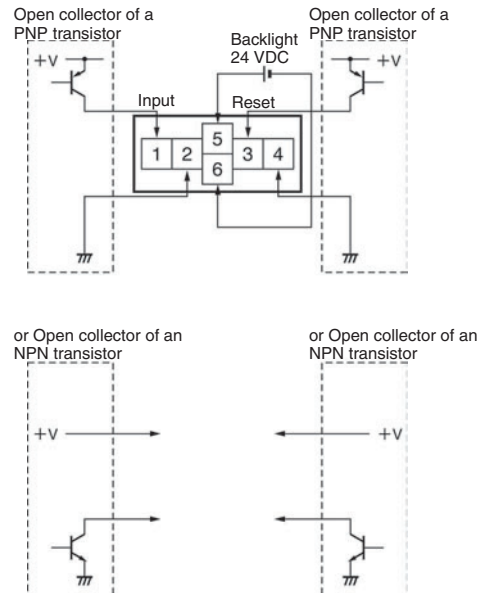 Open collector of a
PNP transistor
Open collector of a
PNP transistor
Backlight
24 VDC
+V
+V
Input
Reset
1
2
5
6
3
4
or Open collector of an
NPN transistor
or Open collector of an
NPN transistor
+V
+V